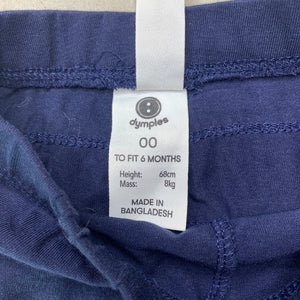 dymples
00
TO FIT 6 MONTHS
Height: 68cm
Mass: 8kg
MADE IN
BANGLADESH